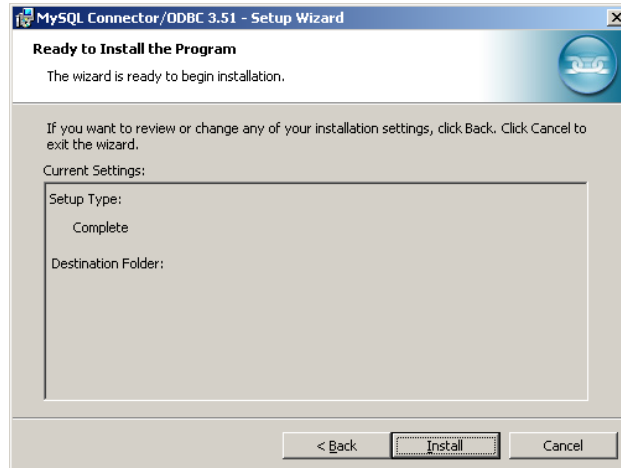 MySQL Connector/ODBC 3.51 - Setup Wizard
Ready to Install the Program
The wizard is ready to begin installation.
If you want to review or change any of your installation settings, click Back. Click Cancel to
exit the wizard.
Current Settings:
Setup Type:
Complete
Destination Folder:
< Back
Install
Cancel